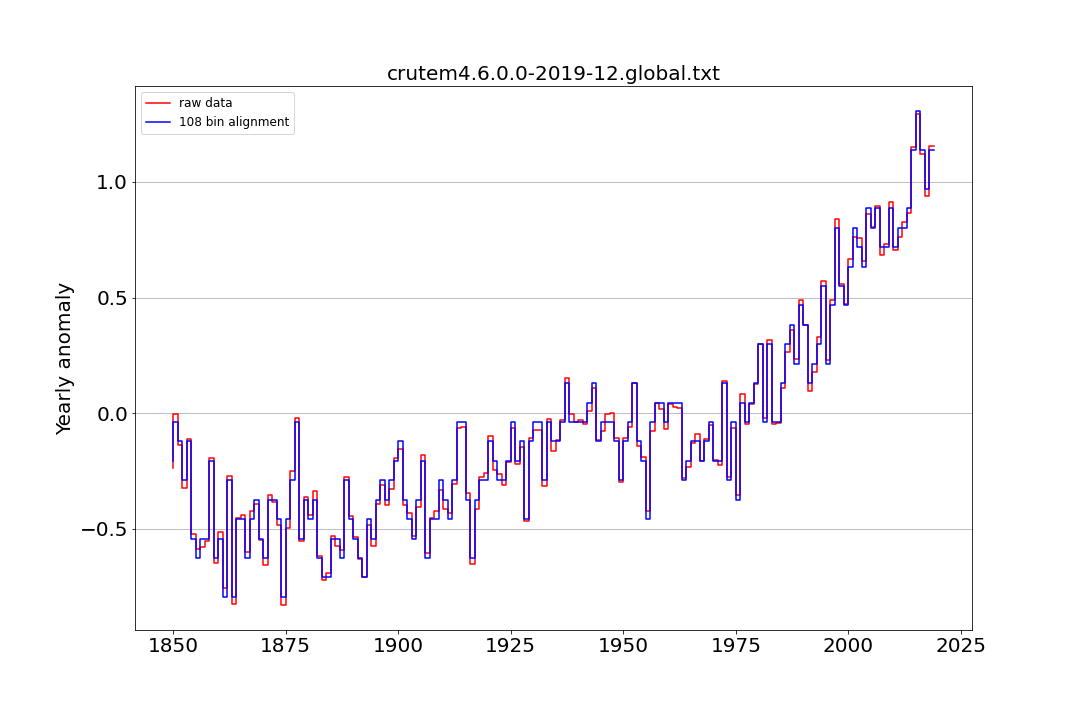 crutem4.6.0.0-2019-12.global.txt
raw data
108 bin alignment
Yearly anomaly
1.0
0.5
0.0
−0.5
1850 1875 1900 1925 1950 1975 2000 2025